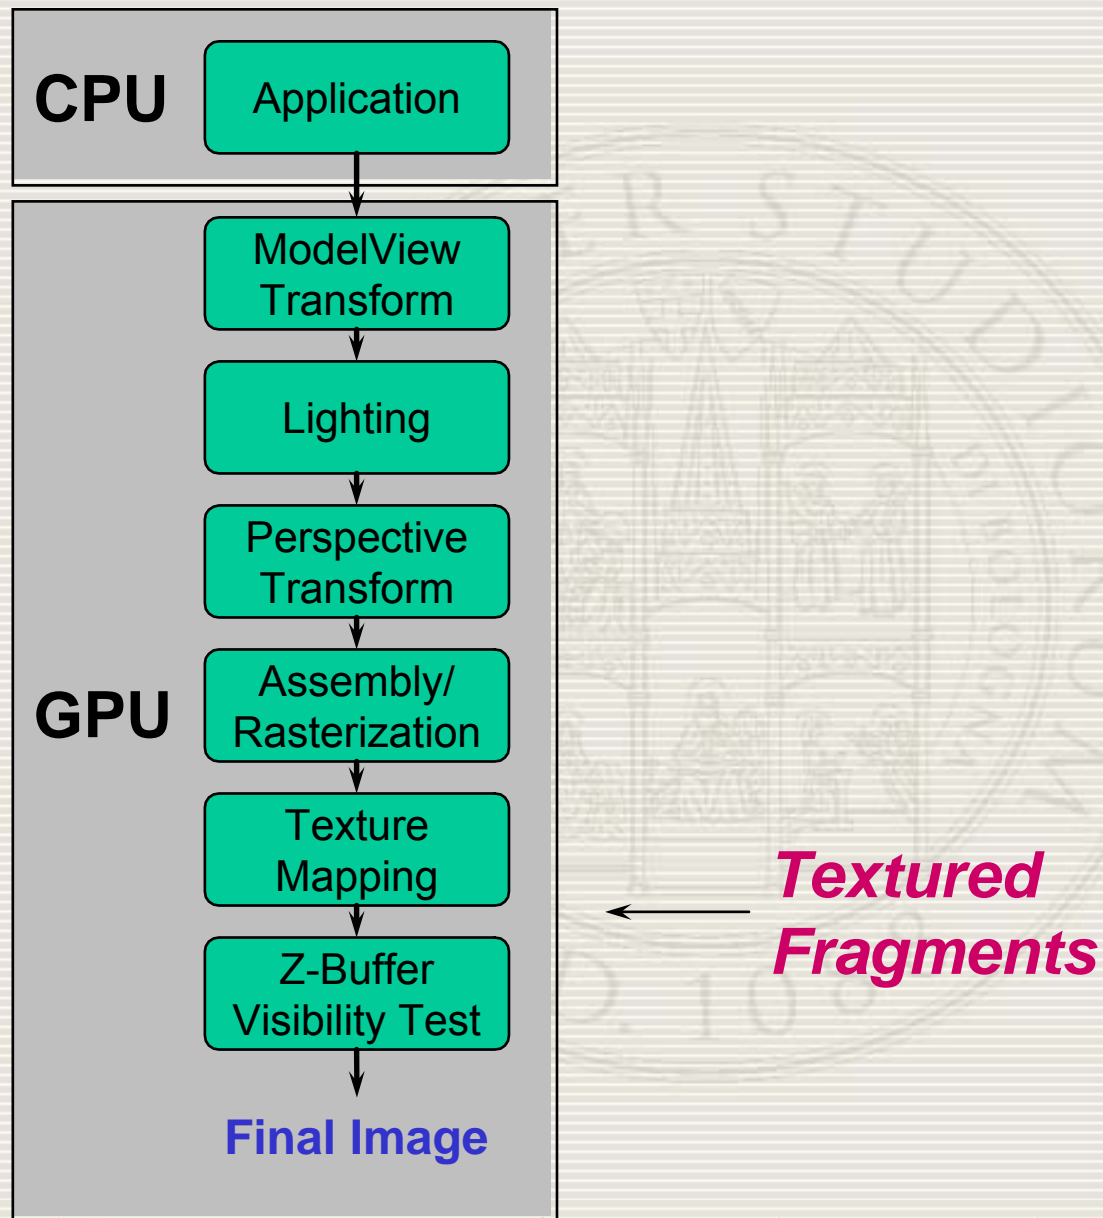 CPU
Application
ModelView
Transform
Lighting
Perspective
Transform
GPU
Assembly/
Rasterization
Texture
Mapping
Textured
Fragments
Z-Buffer
Visibility Test
Final Image